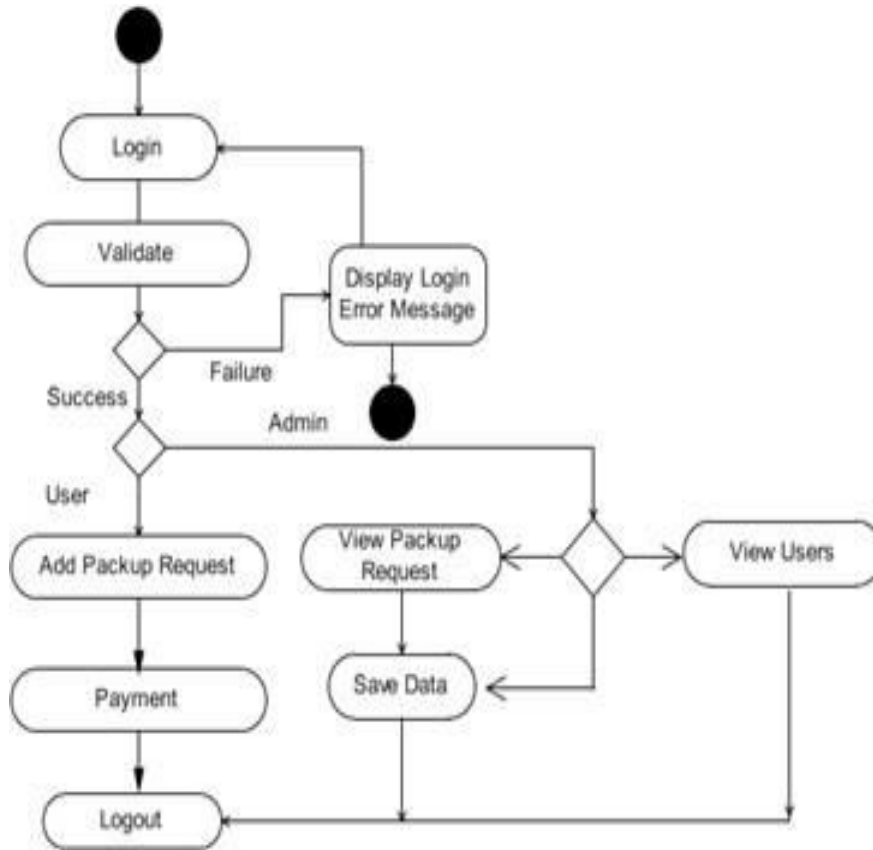 Login
Validate
Display Login
Error Message
Failure
Success
Admin
User
Add Packup Request
View Packup
Request
View Users
Payment
Save Data
Logout